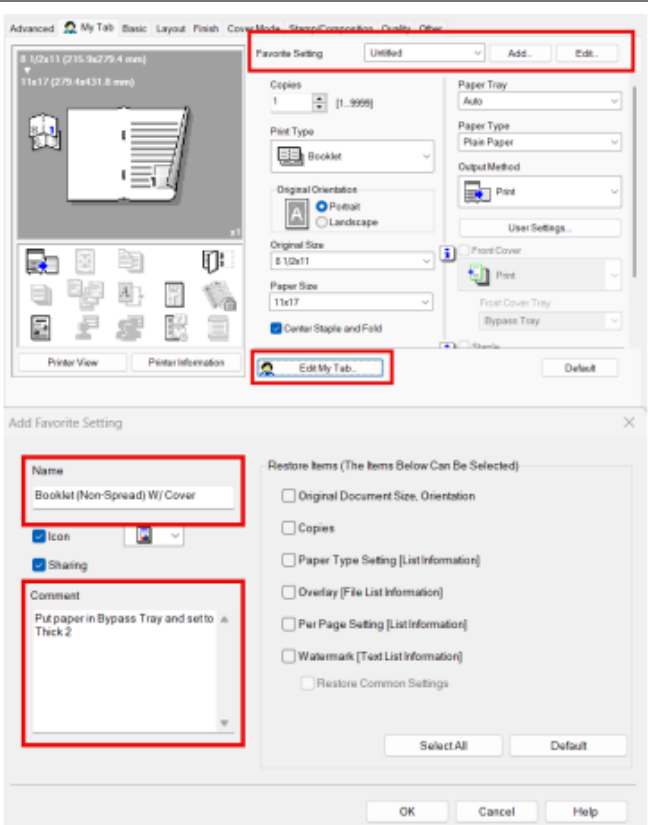 Advanced My Tab Basic Layout Finish Cover Mode Stamp/Composition Quality Other
8 1/2x11 (215.9x279.4 mm)
11x17 (279.4x431.8 mm)
x1
Printer View Printer Information
Favorite Setting Untitled Add... Edit...
Copies
1 [1..9999]
Print Type
Booklet
Original Orientation
Portrait
Landscape
Original Size
8 1/2x11
Paper Size
11x17
Center Staple and Fold
Paper Tray
Auto
Paper Type
Plain Paper
Output Method
Print
User Settings...
Front Cover
Print
Front Cover Tray
Bypass Tray
Staple
Edit My Tab... Default
Add Favorite Setting
Name
Booklet (Non-Spread) W/ Cover
Icon
Sharing
Comment
Put paper in Bypass Tray and set to
Thick 2
Restore Items (The Items Below Can Be Selected)
Original Document Size, Orientation
Copies
Paper Type Setting [List Information]
Overlay [File List Information]
Per Page Setting [List Information]
Watermark [Text List Information]
Restore Common Settings
Select All Default
OK Cancel Help